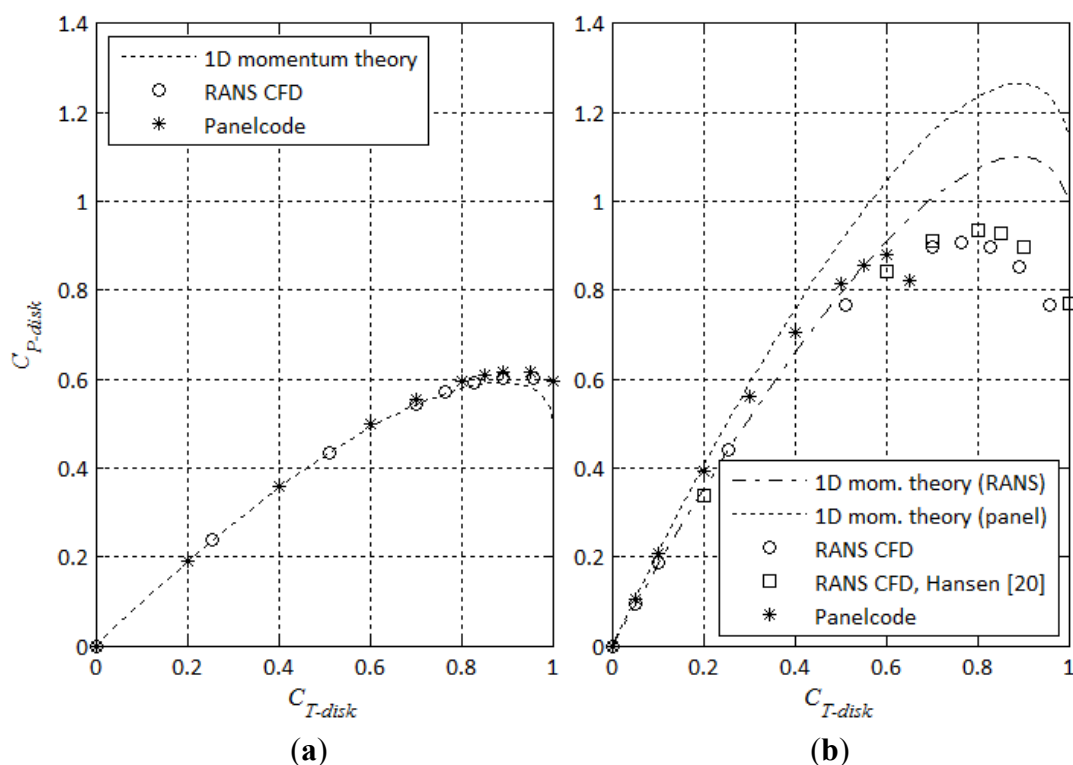 1.4
1.2
1
0.8
0.6
0.4
0.2
0
C_P-disk
1D momentum theory
RANS CFD
Panelcode
0 0.2 0.4 0.6 0.8 1
C_T-disk
(a)
1.4
1.2
1
0.8
0.6
0.4
0.2
0
1D mom. theory (RANS)
1D mom. theory (panel)
RANS CFD
RANS CFD, Hansen [20]
Panelcode
0 0.2 0.4 0.6 0.8 1
C_T-disk
(b)